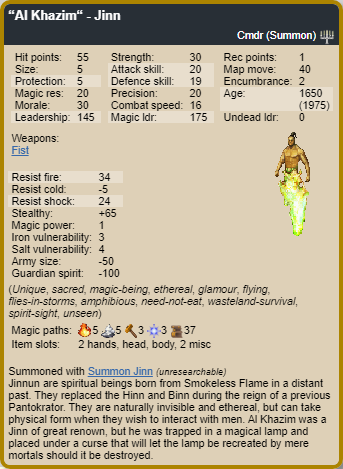 “Al Khazim“ - Jinn
Cmdr (Summon)
Hit points: 55 Strength: 30 Rec points: 1
Size: 5 Attack skill: 20 Map move: 40
Protection: 5 Defence skill: 19 Encumbrance: 2
Magic res: 20 Precision: 20 Age: 1650
Morale: 30 Combat speed: 16 (1975)
Leadership: 145 Magic ldr: 175 Undead ldr: 0
Weapons:
Fist
Resist fire: 34
Resist cold: -5
Resist shock: 24
Stealthy: +65
Magic power: 1
Iron vulnerability: 3
Salt vulnerability: 4
Army size: -50
Guardian spirit: -100
(Unique, sacred, magic-being, ethereal, glamour, flying,
flies-in-storms, amphibious, need-not-eat, wasteland-survival,
spirit-sight, unseen)
Magic paths: 5 5 3 3 37
Item slots: 2 hands, head, body, 2 misc
Summoned with Summon Jinn (unresearchable)
Jinnun are spiritual beings born from Smokeless Flame in a distant
past. They replaced the Hinn and Binn during the reign of a previous
Pantokrator. They are naturally invisible and ethereal, but can take
physical form when they wish to interact with men. Al Khazim was a
Jinn of great renown, but he was trapped in a magical lamp and
placed under a curse that will let the lamp be recreated by mere
mortals should it be destroyed.